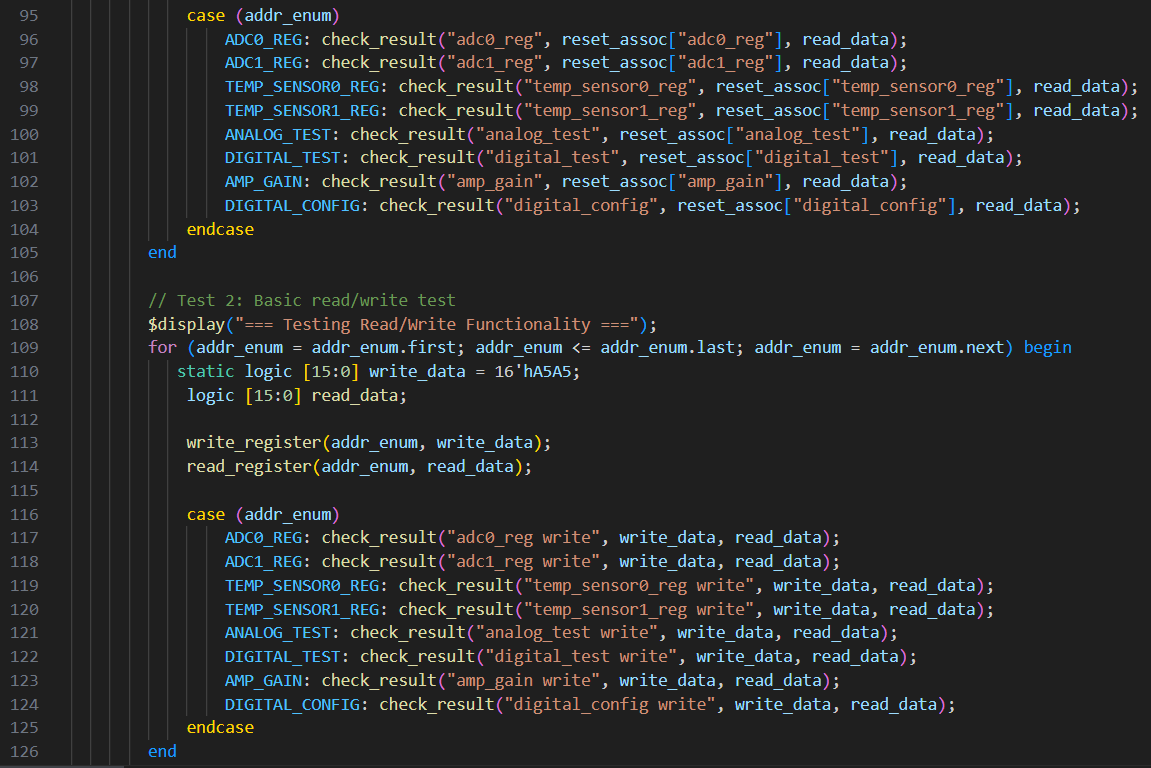 95 case (addr_enum)
96 ADC0_REG: check_result("adc0_reg", reset_assoc["adc0_reg"], read_data);
97 ADC1_REG: check_result("adc1_reg", reset_assoc["adc1_reg"], read_data);
98 TEMP_SENSOR0_REG: check_result("temp_sensor0_reg", reset_assoc["temp_sensor0_reg"], read_data);
99 TEMP_SENSOR1_REG: check_result("temp_sensor1_reg", reset_assoc["temp_sensor1_reg"], read_data);
100 ANALOG_TEST: check_result("analog_test", reset_assoc["analog_test"], read_data);
101 DIGITAL_TEST: check_result("digital_test", reset_assoc["digital_test"], read_data);
102 AMP_GAIN: check_result("amp_gain", reset_assoc["amp_gain"], read_data);
103 DIGITAL_CONFIG: check_result("digital_config", reset_assoc["digital_config"], read_data);
104 endcase
105 end
106
107 // Test 2: Basic read/write test
108 $display("=== Testing Read/Write Functionality ===");
109 for (addr_enum = addr_enum.first; addr_enum <= addr_enum.last; addr_enum = addr_enum.next) begin
110 static logic [15:0] write_data = 16'hA5A5;
111 logic [15:0] read_data;
112
113 write_register(addr_enum, write_data);
114 read_register(addr_enum, read_data);
115
116 case (addr_enum)
117 ADC0_REG: check_result("adc0_reg write", write_data, read_data);
118 ADC1_REG: check_result("adc1_reg write", write_data, read_data);
119 TEMP_SENSOR0_REG: check_result("temp_sensor0_reg write", write_data, read_data);
120 TEMP_SENSOR1_REG: check_result("temp_sensor1_reg write", write_data, read_data);
121 ANALOG_TEST: check_result("analog_test write", write_data, read_data);
122 DIGITAL_TEST: check_result("digital_test write", write_data, read_data);
123 AMP_GAIN: check_result("amp_gain write", write_data, read_data);
124 DIGITAL_CONFIG: check_result("digital_config write", write_data, read_data);
125 endcase
126 end